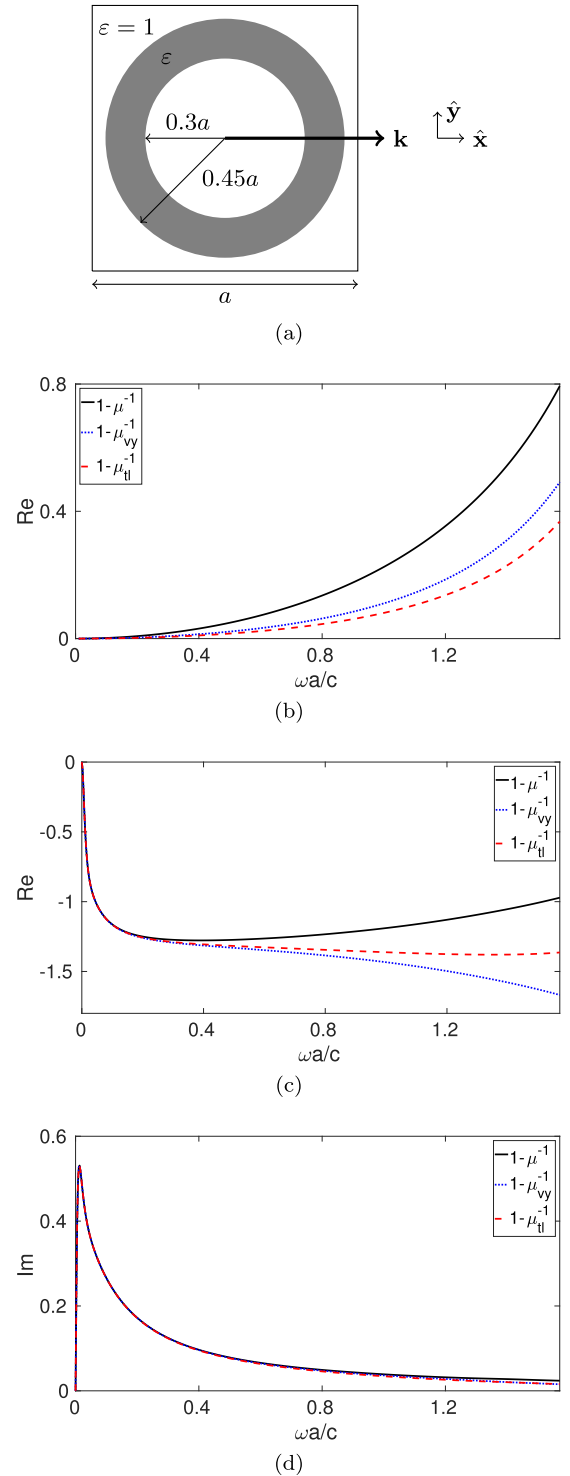 ε = 1
ε
0.3a
0.45a
k
ŷ
x̂
a
(a)
0.8
0.4
0
Re
1-μ⁻¹
1-μ_vy⁻¹
1-μ_tl⁻¹
0 0.4 0.8 1.2
ωa/c
(b)
0
-0.5
-1
-1.5
Re
1-μ⁻¹
1-μ_vy⁻¹
1-μ_tl⁻¹
0 0.4 0.8 1.2
ωa/c
(c)
0.6
0.4
0.2
0
Im
1-μ⁻¹
1-μ_vy⁻¹
1-μ_tl⁻¹
0 0.4 0.8 1.2
ωa/c
(d)